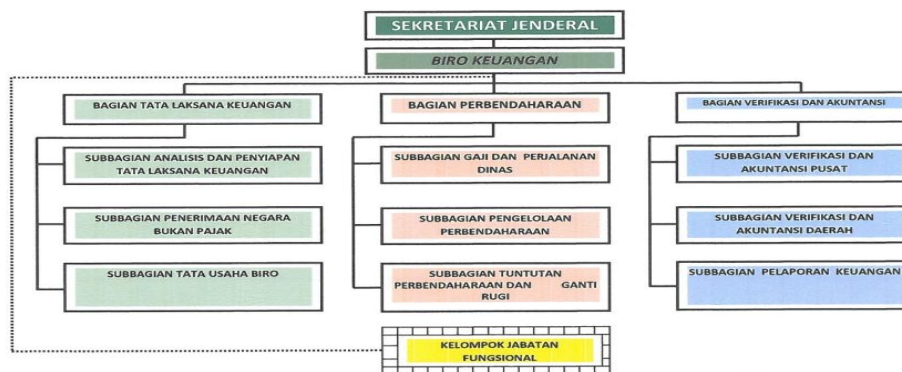 SEKRETARIAT JENDERAL
BIRO KEUANGAN
BAGIAN TATA LAKSANA KEUANGAN
SUBBAGIAN ANALISIS DAN PENYIAPAN
TATA LAKSANA KEUANGAN
SUBBAGIAN PENERIMAAN NEGARA
BUKAN PAJAK
SUBBAGIAN TATA USAHA BIRO
BAGIAN PERBENDAHARAAN
SUBBAGIAN GAJI DAN PERJALANAN
DINAS
SUBBAGIAN PENGELOLAAN
PERBENDAHARAAN
SUBBAGIAN TUNTUTAN
PERBENDAHARAAN DAN GANTI
RUGI
BAGIAN VERIFIKASI DAN AKUNTANSI
SUBBAGIAN VERIFIKASI DAN
AKUNTANSI PUSAT
SUBBAGIAN VERIFIKASI DAN
AKUNTANSI DAERAH
SUBBAGIAN PELAPORAN KEUANGAN
KELOMPOK JABATAN
FUNGSIONAL